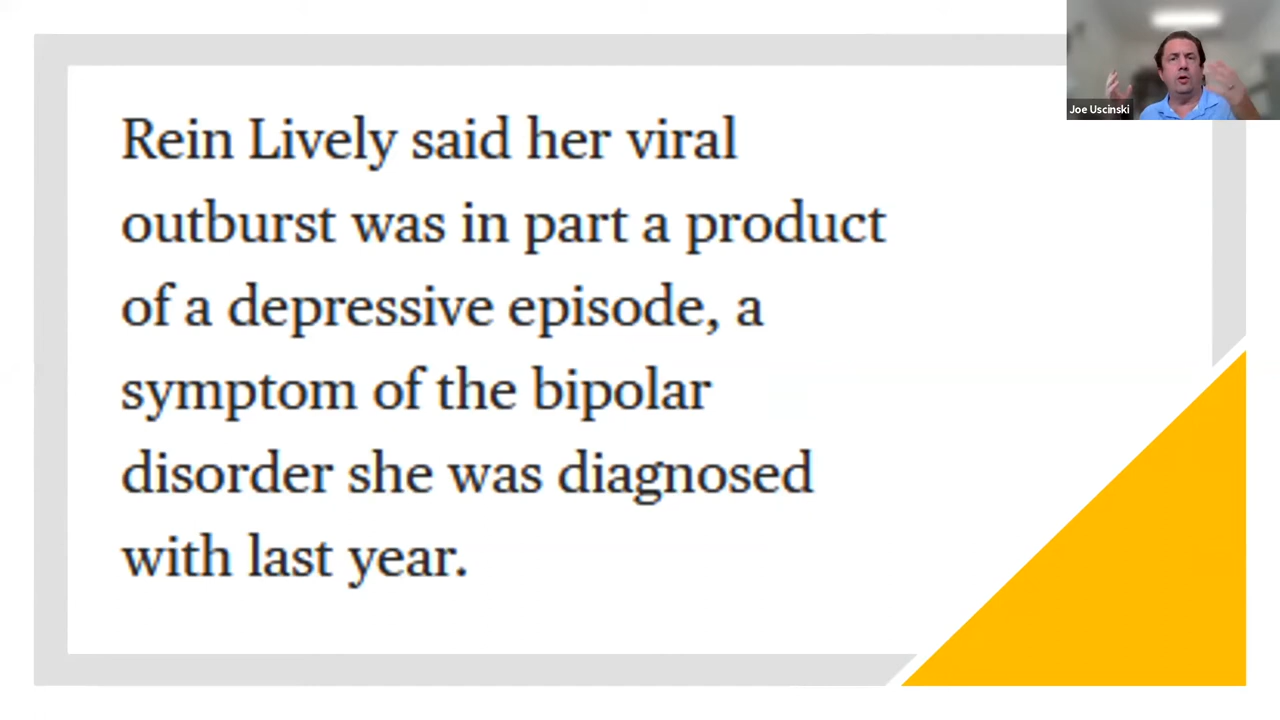 Joe Uscinski
Rein Lively said her viral
outburst was in part a product
of a depressive episode, a
symptom of the bipolar
disorder she was diagnosed
with last year.